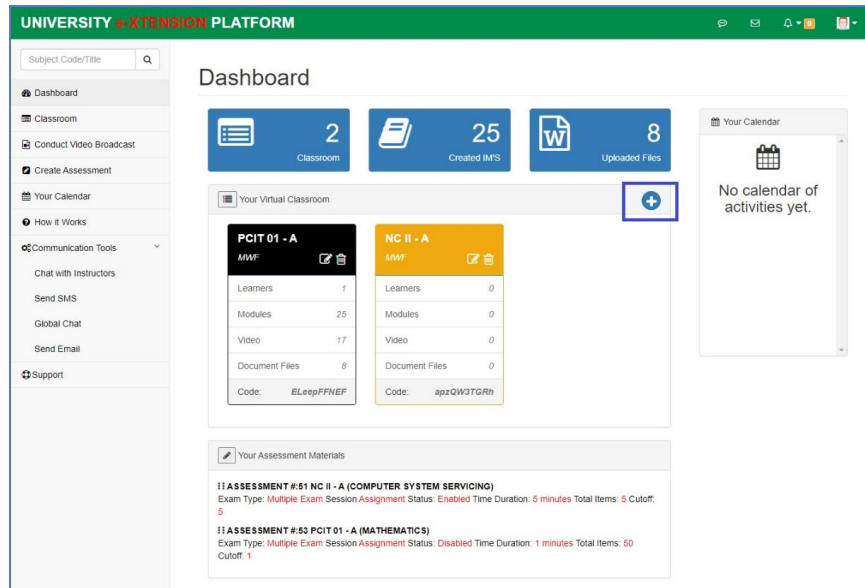 UNIVERSITY e-XTENSION PLATFORM
0
Subject Code/Title
Dashboard
Classroom
Conduct Video Broadcast
Create Assessment
Your Calendar
How it Works
Communication Tools
Chat with Instructors
Send SMS
Global Chat
Send Email
Support
Dashboard
2
Classroom
25
Created IM'S
W
8
Uploaded Files
Your Virtual Classroom
PCIT 01 - A
MWF
Learners 1
Modules 25
Video 17
Document Files 8
Code: ELeepFFNEF
NC II - A
MWF
Learners 0
Modules 0
Video 0
Document Files 0
Code: apzQW3TGRh
Your Assessment Materials
ASSESSMENT #:51 NC II - A (COMPUTER SYSTEM SERVICING)
Exam Type: Multiple Exam Session Assignment Status: Enabled Time Duration: 5 minutes Total Items: 5 Cutoff:
5
ASSESSMENT #:53 PCIT 01 - A (MATHEMATICS)
Exam Type: Multiple Exam Session Assignment Status: Disabled Time Duration: 1 minutes Total Items: 50
Cutoff: 1
Your Calendar
No calendar of
activities yet.